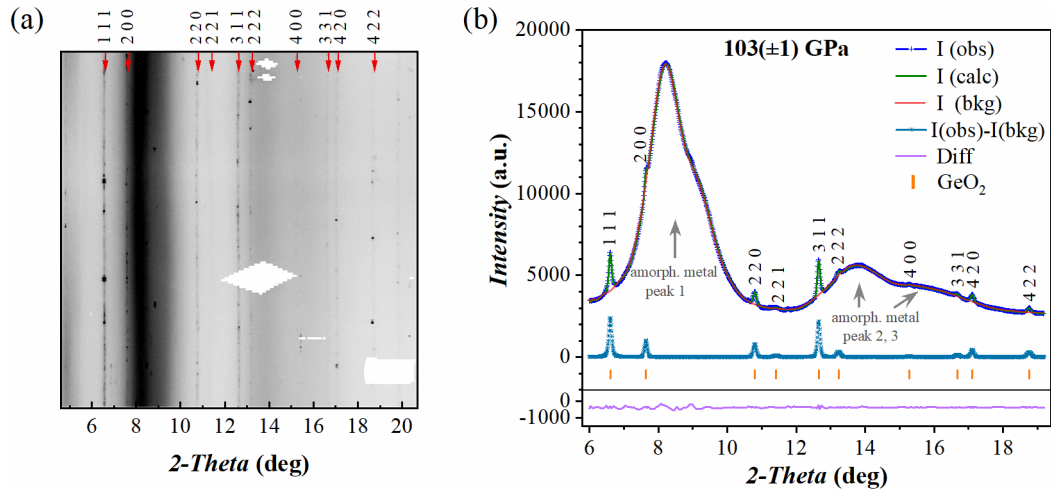 (a)
1 1 1
2 0 0
2 2 0
2 2 1
3 1 1
2 2 2
4 0 0
3 3 1
4 2 0
4 2 2
6 8 10 12 14 16 18 20
2-Theta (deg)
(b)
103(±1) GPa
I (obs)
I (calc)
I (bkg)
I(obs)-I(bkg)
Diff
GeO2
20000
15000
10000
5000
0
0
-1000
Intensity (a.u.)
1 1 1
2 0 0
2 2 0
2 2 1
3 1 1
2 2 2
4 0 0
3 3 1
4 2 0
4 2 2
amorph. metal
peak 1
amorph. metal
peak 2, 3
6 8 10 12 14 16 18
2-Theta (deg)